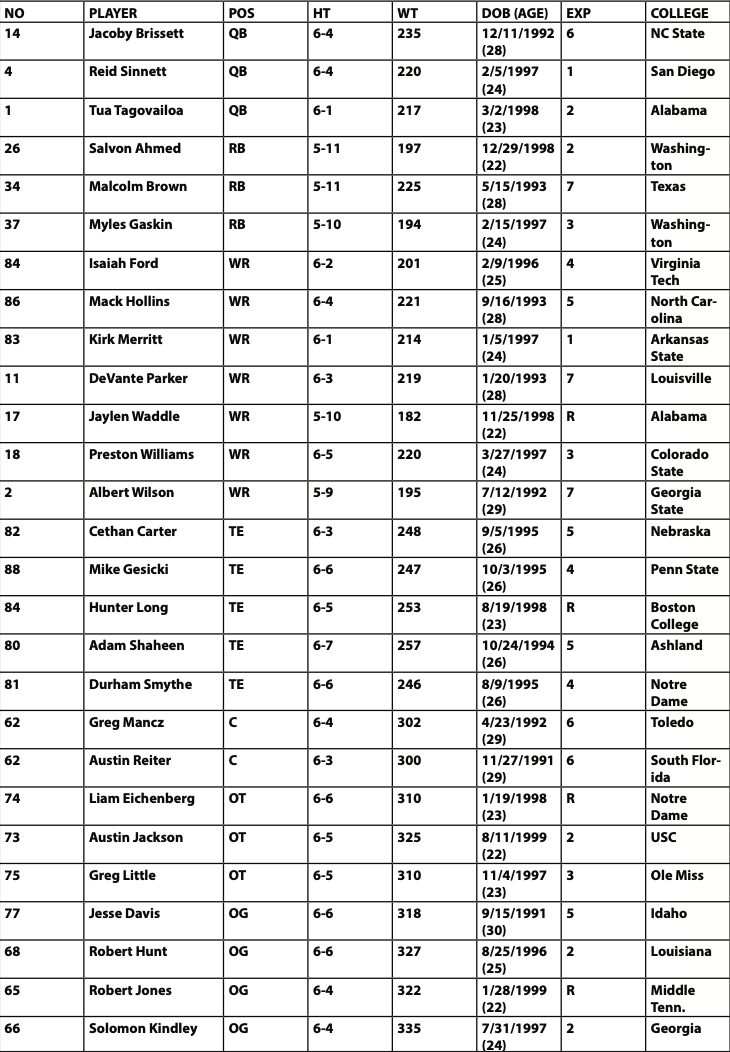 NO PLAYER POS HT WT DOB (AGE) EXP COLLEGE
14 Jacoby Brissett QB 6-4 235 12/11/1992 6 NC State
(28)
4 Reid Sinnett QB 6-4 220 2/5/1997 1 San Diego
(24)
1 Tua Tagovailoa QB 6-1 217 3/2/1998 2 Alabama
(23)
26 Salvon Ahmed RB 5-11 197 12/29/1998 2 Washing-
(22) ton
34 Malcolm Brown RB 5-11 225 5/15/1993 7 Texas
(28)
37 Myles Gaskin RB 5-10 194 2/15/1997 3 Washing-
(24) ton
84 Isaiah Ford WR 6-2 201 2/9/1996 4 Virginia
(25) Tech
86 Mack Hollins WR 6-4 221 9/16/1993 5 North Car-
(28) olina
83 Kirk Merritt WR 6-1 214 1/5/1997 1 Arkansas
(24) State
11 DeVante Parker WR 6-3 219 1/20/1993 7 Louisville
(28)
17 Jaylen Waddle WR 5-10 182 11/25/1998 R Alabama
(22)
18 Preston Williams WR 6-5 220 3/27/1997 3 Colorado
(24) State
2 Albert Wilson WR 5-9 195 7/12/1992 7 Georgia
(29) State
82 Cethan Carter TE 6-3 248 9/5/1995 5 Nebraska
(26)
88 Mike Gesicki TE 6-6 247 10/3/1995 4 Penn State
(26)
84 Hunter Long TE 6-5 253 8/19/1998 R Boston
(23) College
80 Adam Shaheen TE 6-7 257 10/24/1994 5 Ashland
(26)
81 Durham Smythe TE 6-6 246 8/9/1995 4 Notre
(26) Dame
62 Greg Mancz C 6-4 302 4/23/1992 6 Toledo
(29)
62 Austin Reiter C 6-3 300 11/27/1991 6 South Flor-
(29) ida
74 Liam Eichenberg OT 6-6 310 1/19/1998 R Notre
(23) Dame
73 Austin Jackson OT 6-5 325 8/11/1999 2 USC
(22)
75 Greg Little OT 6-5 310 11/4/1997 3 Ole Miss
(23)
77 Jesse Davis OG 6-6 318 9/15/1991 5 Idaho
(30)
68 Robert Hunt OG 6-6 327 8/25/1996 2 Louisiana
(25)
65 Robert Jones OG 6-4 322 1/28/1999 R Middle
(22) Tenn.
66 Solomon Kindley OG 6-4 335 7/31/1997 2 Georgia
(24)